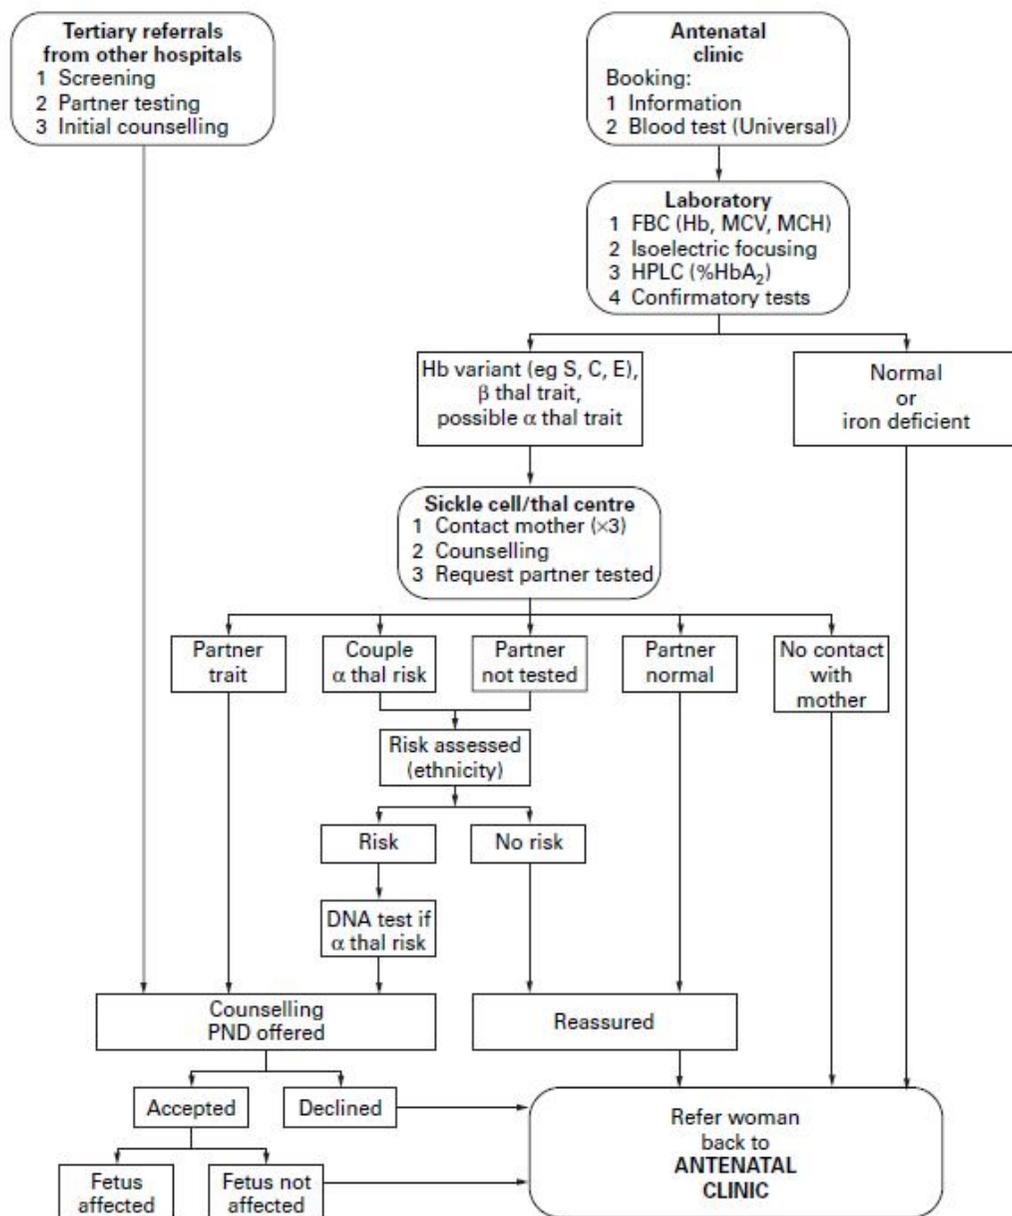 Tertiary referrals
from other hospitals
1 Screening
2 Partner testing
3 Initial counselling
Antenatal
clinic
Booking:
1 Information
2 Blood test (Universal)
Laboratory
1 FBC (Hb, MCV, MCH)
2 Isoelectric focusing
3 HPLC (%HbA₂)
4 Confirmatory tests
Hb variant (eg S, C, E),
β thal trait,
possible α thal trait
Normal
or
iron deficient
Sickle cell/thal centre
1 Contact mother (×3)
2 Counselling
3 Request partner tested
Partner
trait
Couple
α thal risk
Partner
not tested
Partner
normal
No contact
with
mother
Risk assessed
(ethnicity)
Risk
No risk
DNA test if
α thal risk
Counselling
PND offered
Reassured
Accepted
Declined
Refer woman
back to
ANTENATAL
CLINIC
Fetus
affected
Fetus not
affected